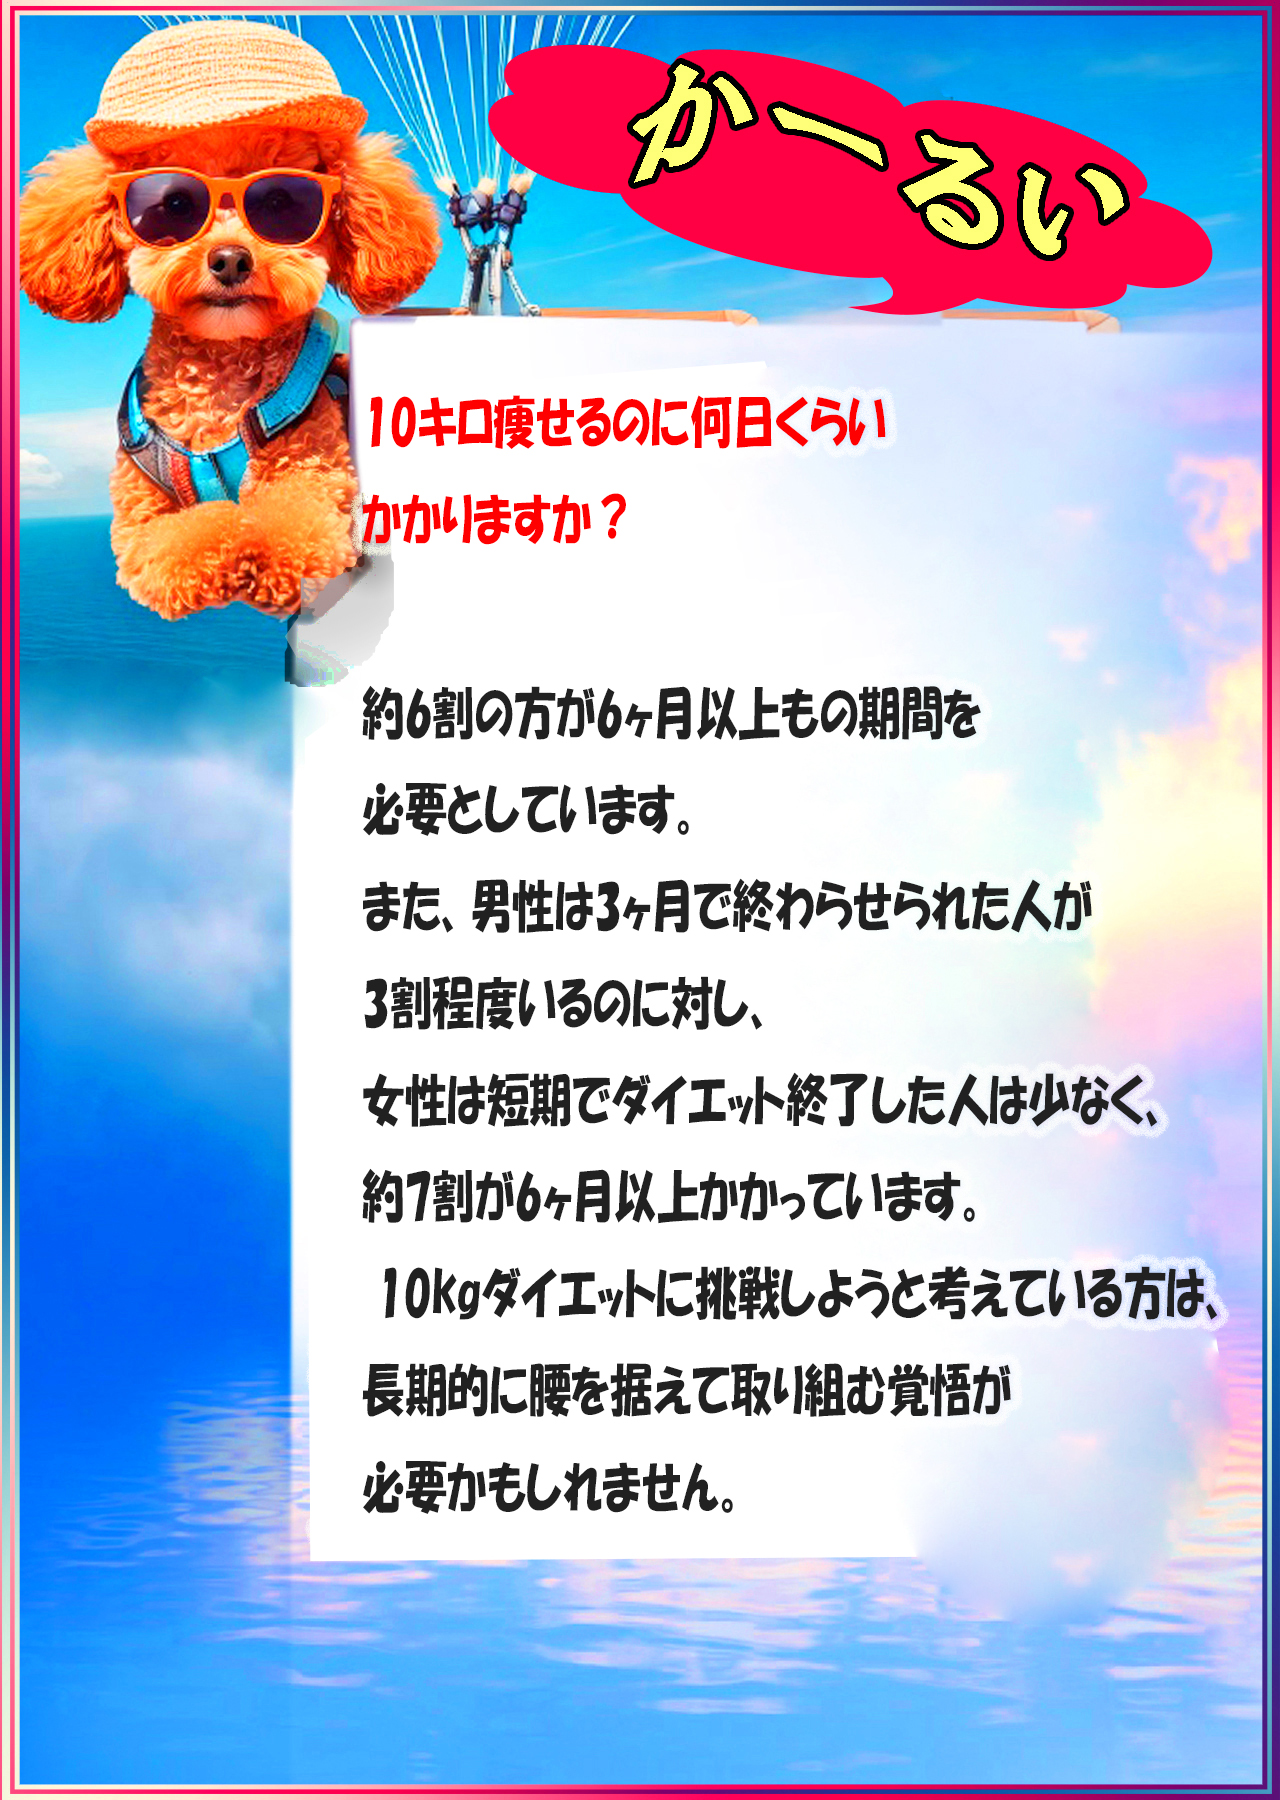 かーるい
10キロ痩せるのに何日くらい
かかりますか？
約6割の方が6ヶ月以上もの期間を
必要としています。
また、男性は3ヶ月で終わらせられた人が
3割程度いるのに対し、
女性は短期でダイエット終了した人は少なく、
約7割が6ヶ月以上かかっています。
10kgダイエットに挑戦しようと考えている方は、
長期的に腰を据えて取り組む覚悟が
必要かもしれません。